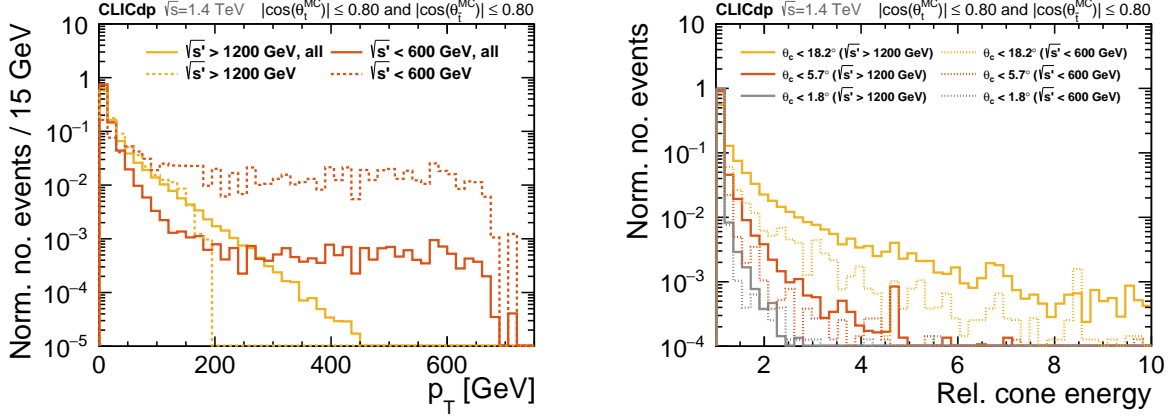 CLICdp √s=1.4 TeV |cos(θ_t^MC)| ≤ 0.80 and |cos(θ_t̄^MC)| ≤ 0.80
Norm. no. events / 15 GeV
√s' > 1200 GeV, all
√s' < 600 GeV, all
√s' > 1200 GeV
√s' < 600 GeV
10
1
10⁻¹
10⁻²
10⁻³
10⁻⁴
10⁻⁵
0 200 400 600
p_T [GeV]
CLICdp √s=1.4 TeV |cos(θ_t^MC)| ≤ 0.80 and |cos(θ_t̄^MC)| ≤ 0.80
Norm. no. events
θ_c < 18.2° (√s' > 1200 GeV) θ_c < 18.2° (√s' < 600 GeV)
θ_c < 5.7° (√s' > 1200 GeV) θ_c < 5.7° (√s' < 600 GeV)
θ_c < 1.8° (√s' > 1200 GeV) θ_c < 1.8° (√s' < 600 GeV)
10
1
10⁻¹
10⁻²
10⁻³
10⁻⁴
2 4 6 8 10
Rel. cone energy